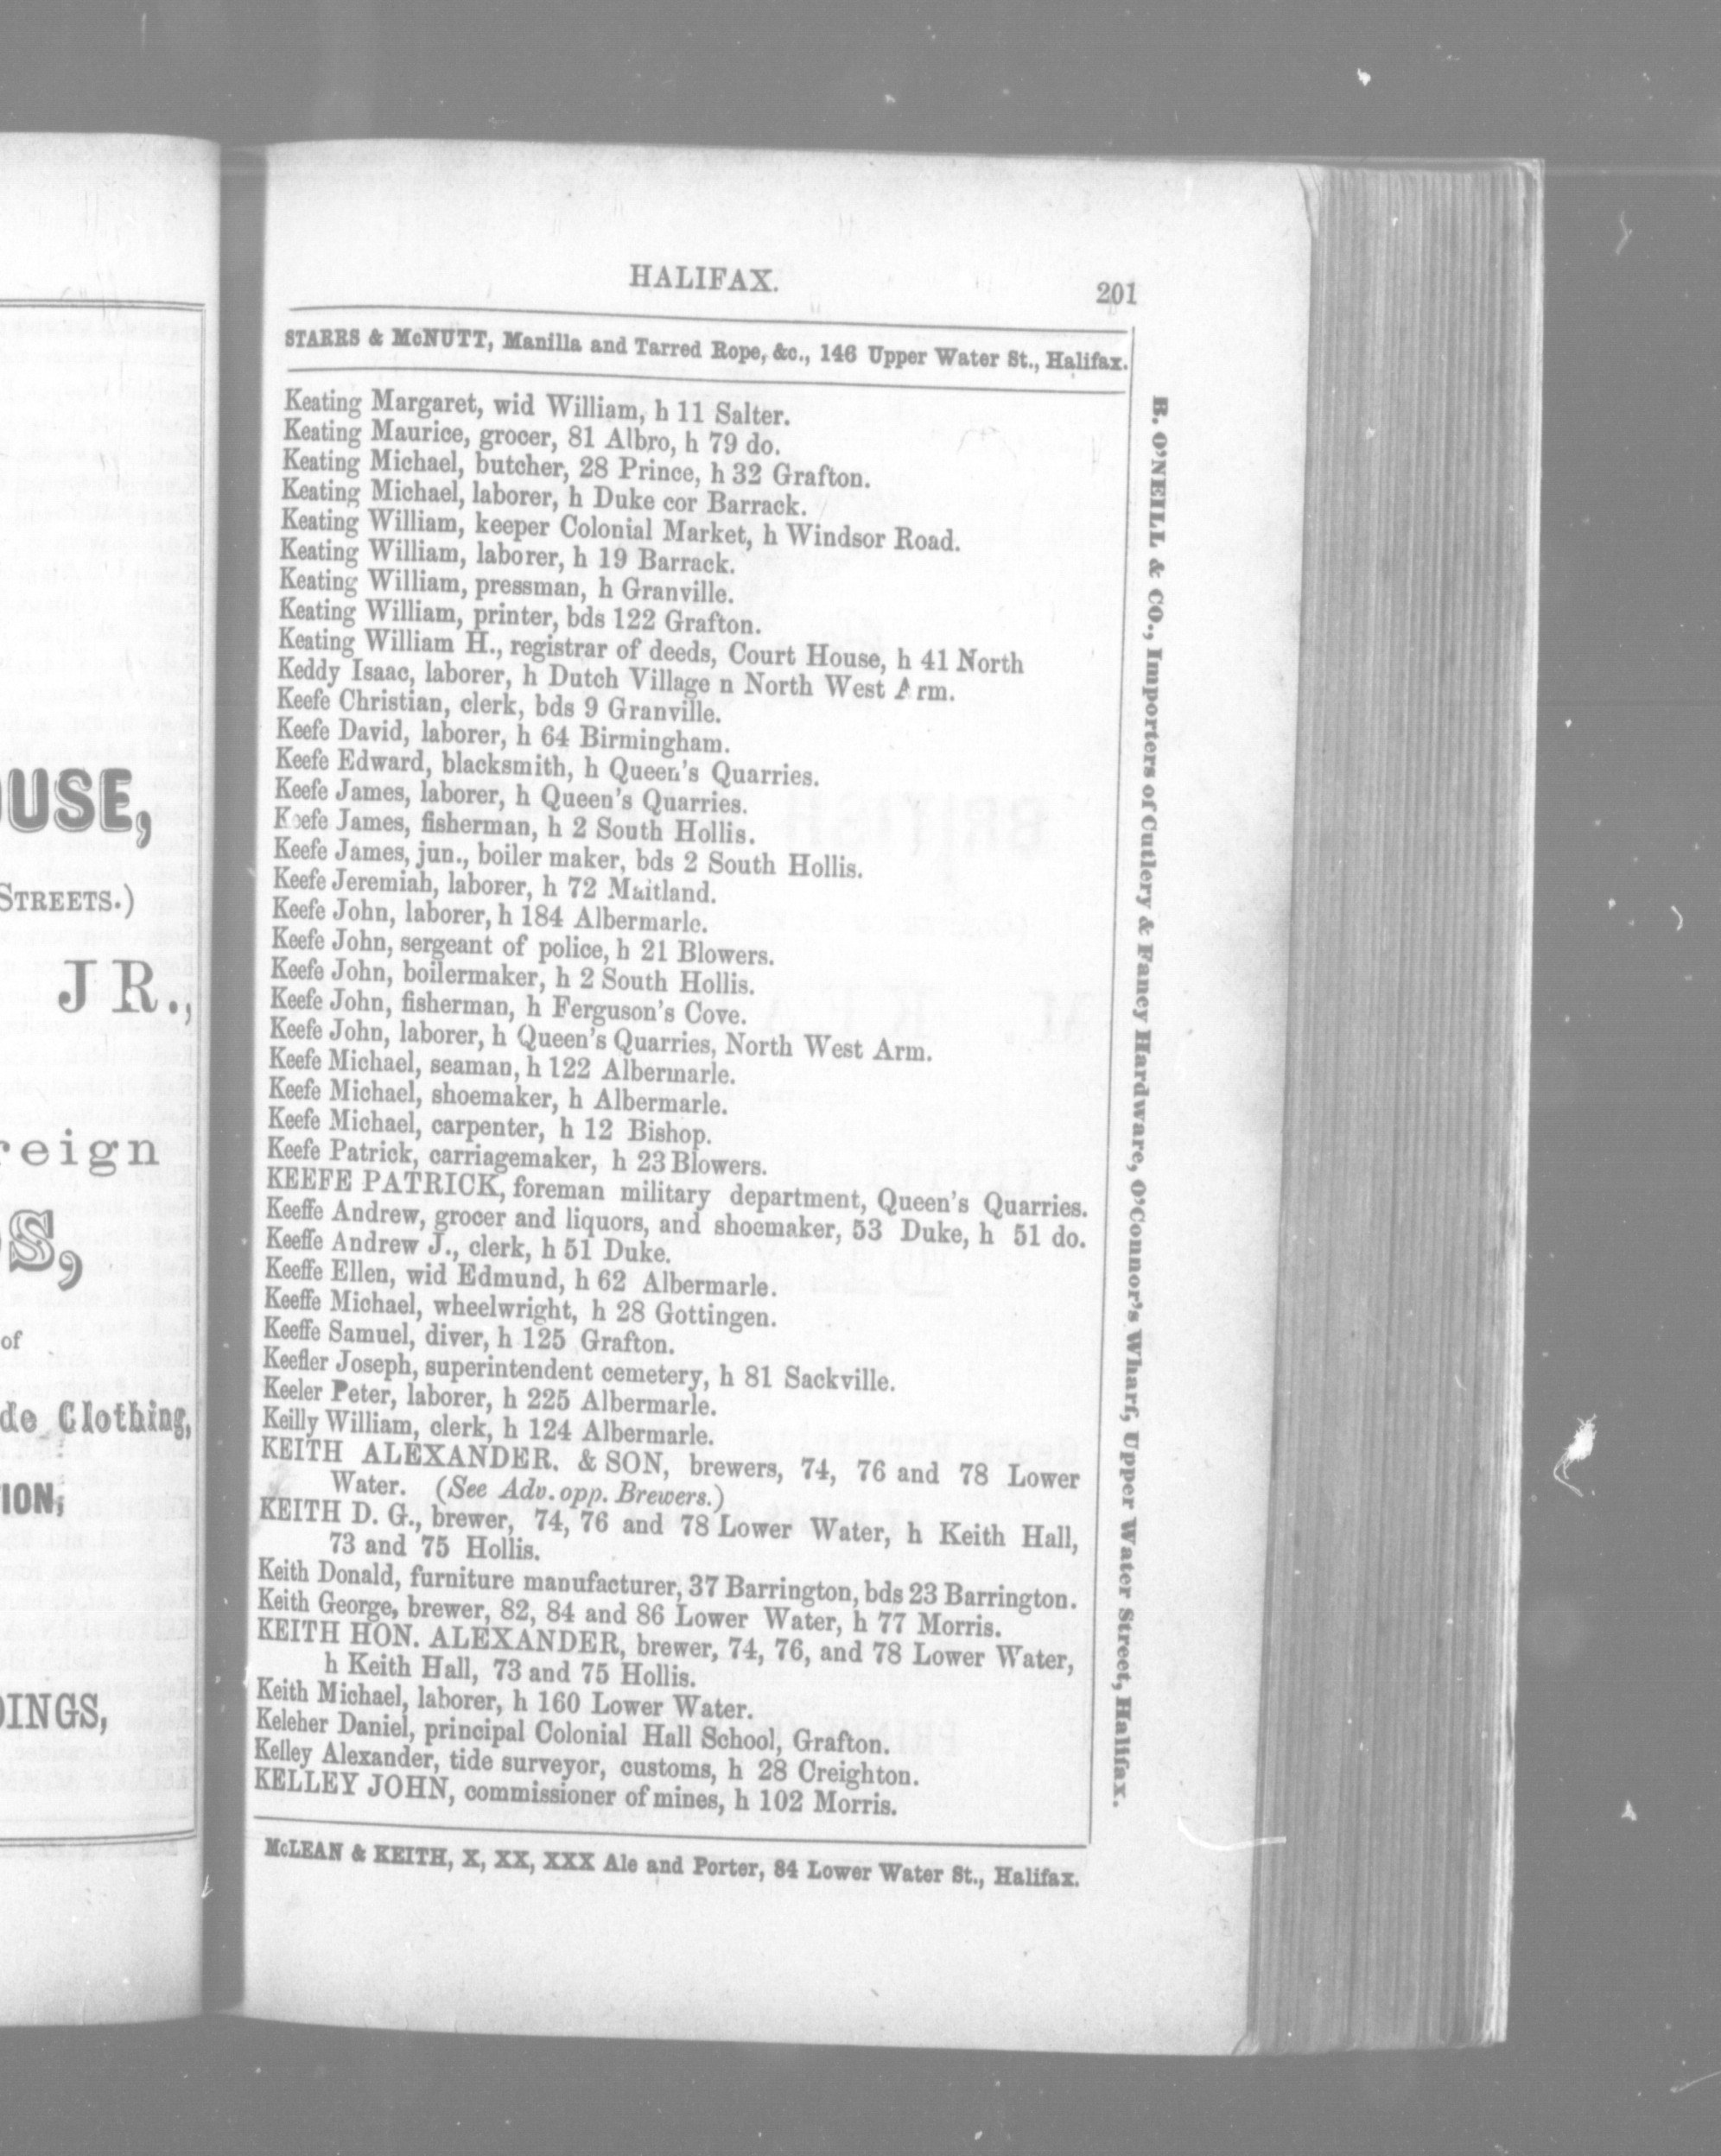 OUSE,
STREETS.)
JR.,
reign
S,
of
de Clothing,
ION,
DINGS,
HALIFAX.
201
STARRS & McNUTT, Manilla and Tarred Rope, &c., 146 Upper Water St., Halifax.
Keating Margaret, wid William, h 11 Salter.
Keating Maurice, grocer, 81 Albro, h 79 do.
Keating Michael, butcher, 28 Prince, h 32 Grafton.
Keating Michael, laborer, h Duke cor Barrack.
Keating William, keeper Colonial Market, h Windsor Road.
Keating William, laborer, h 19 Barrack.
Keating William, pressman, h Granville.
Keating William, printer, bds 122 Grafton.
Keating William H., registrar of deeds, Court House, h 41 North
Keddy Isaac, laborer, h Dutch Village n North West Arm.
Keefe Christian, clerk, bds 9 Granville.
Keefe David, laborer, h 64 Birmingham.
Keefe Edward, blacksmith, h Queen's Quarries.
Keefe James, laborer, h Queen's Quarries.
Keefe James, fisherman, h 2 South Hollis.
Keefe James, jun., boiler maker, bds 2 South Hollis.
Keefe Jeremiah, laborer, h 72 Maitland.
Keefe John, laborer, h 184 Albermarle.
Keefe John, sergeant of police, h 21 Blowers.
Keefe John, boilermaker, h 2 South Hollis.
Keefe John, fisherman, h Ferguson's Cove.
Keefe John, laborer, h Queen's Quarries, North West Arm.
Keefe Michael, seaman, h 122 Albermarle.
Keefe Michael, shoemaker, h Albermarle.
Keefe Michael, carpenter, h 12 Bishop.
Keefe Patrick, carriagemaker, h 23 Blowers.
KEEFE PATRICK, foreman military department, Queen's Quarries.
Keeffe Andrew, grocer and liquors, and shoemaker, 53 Duke, h 51 do.
Keeffe Andrew J., clerk, h 51 Duke.
Keeffe Ellen, wid Edmund, h 62 Albermarle.
Keeffe Michael, wheelwright, h 28 Gottingen.
Keeffe Samuel, diver, h 125 Grafton.
Keefler Joseph, superintendent cemetery, h 81 Sackville.
Keeler Peter, laborer, h 225 Albermarle.
Keilly William, clerk, h 124 Albermarle.
KEITH ALEXANDER. & SON, brewers, 74, 76 and 78 Lower
Water. (See Adv. opp. Brewers.)
KEITH D. G., brewer, 74, 76 and 78 Lower Water, h Keith Hall,
73 and 75 Hollis.
Keith Donald, furniture manufacturer, 37 Barrington, bds 23 Barrington.
Keith George, brewer, 82, 84 and 86 Lower Water, h 77 Morris.
KEITH HON. ALEXANDER, brewer, 74, 76, and 78 Lower Water,
h Keith Hall, 73 and 75 Hollis.
Keith Michael, laborer, h 160 Lower Water.
Keleher Daniel, principal Colonial Hall School, Grafton.
Kelley Alexander, tide surveyor, customs, h 28 Creighton.
KELLEY JOHN, commissioner of mines, h 102 Morris.
McLEAN & KEITH, X, XX, XXX Ale and Porter, 84 Lower Water St., Halifax.
B. O'NEILL & CO., Importers of Cutlery & Fancy Hardware, O'Connor's Wharf, Upper Water Street, Halifax.